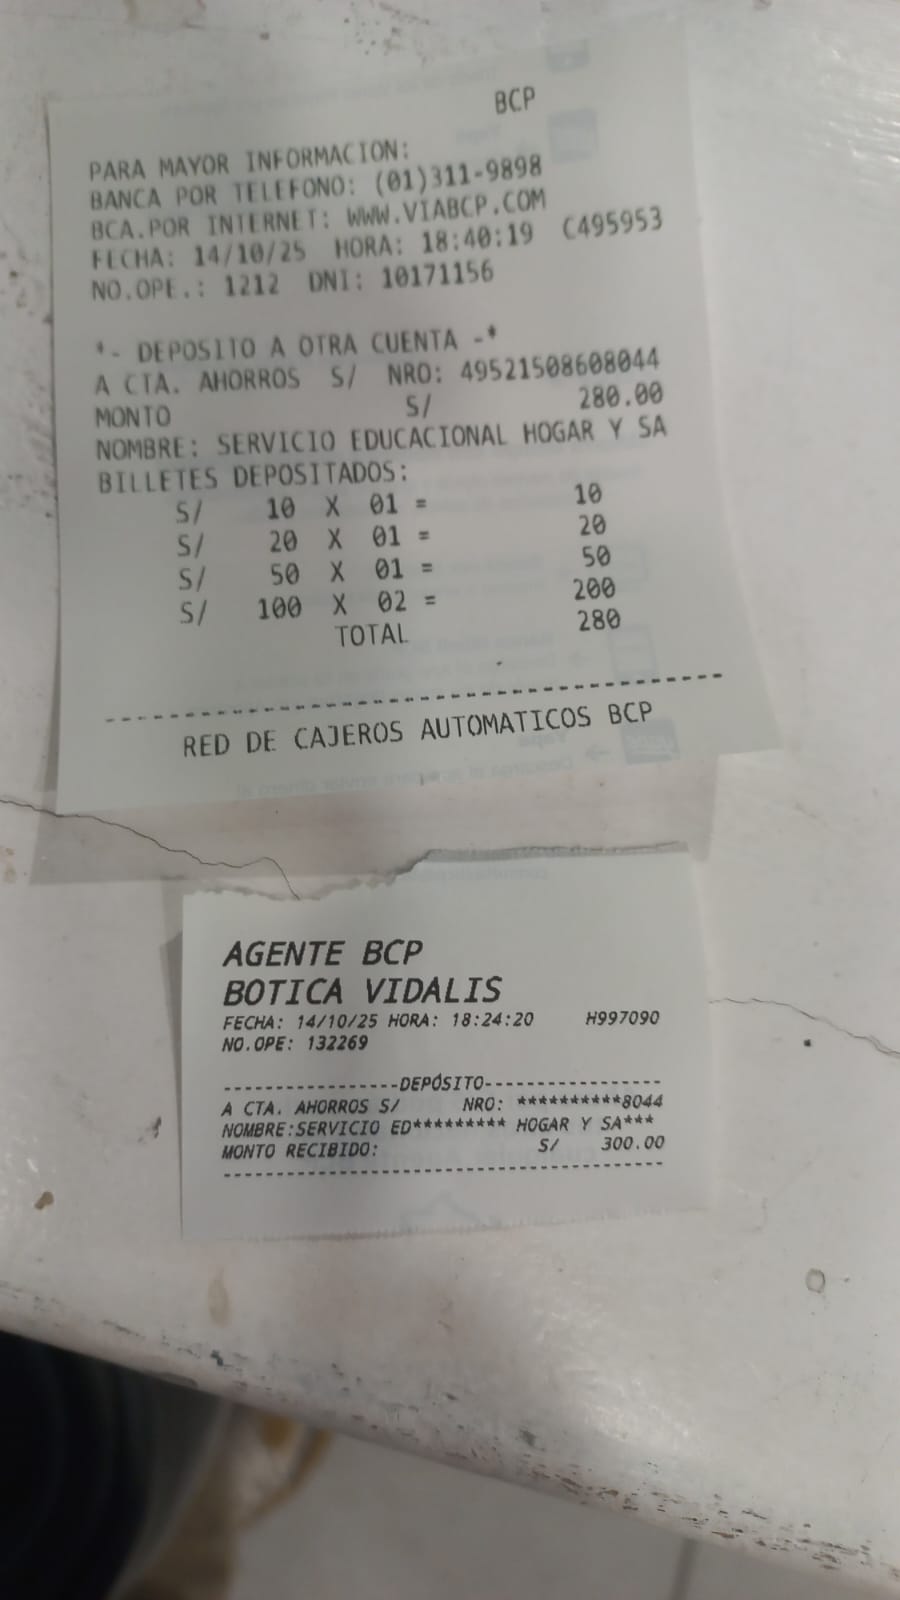 BCP
PARA MAYOR INFORMACION:
BANCA POR TELEFONO: (01)311-9898
BCA.POR INTERNET: WWW.VIABCP.COM
FECHA: 14/10/25 HORA: 18:40:19 C495953
NO.OPE.: 1212 DNI: 10171156
*- DEPOSITO A OTRA CUENTA -*
A CTA. AHORROS S/ NRO: 49521508608044
MONTO S/ 280.00
NOMBRE: SERVICIO EDUCACIONAL HOGAR Y SA
BILLETES DEPOSITADOS:
S/ 10 X 01 = 10
S/ 20 X 01 = 20
S/ 50 X 01 = 50
S/ 100 X 02 = 200
TOTAL 280
--------------------------------------------
RED DE CAJEROS AUTOMATICOS BCP
AGENTE BCP
BOTICA VIDALIS
FECHA: 14/10/25 HORA: 18:24:20 H997090
NO.OPE: 132269
-----------------DEPÓSITO-----------------
A CTA. AHORROS S/ NRO: **********8044
NOMBRE:SERVICIO ED********* HOGAR Y SA***
MONTO RECIBIDO: S/ 300.00
------------------------------------------